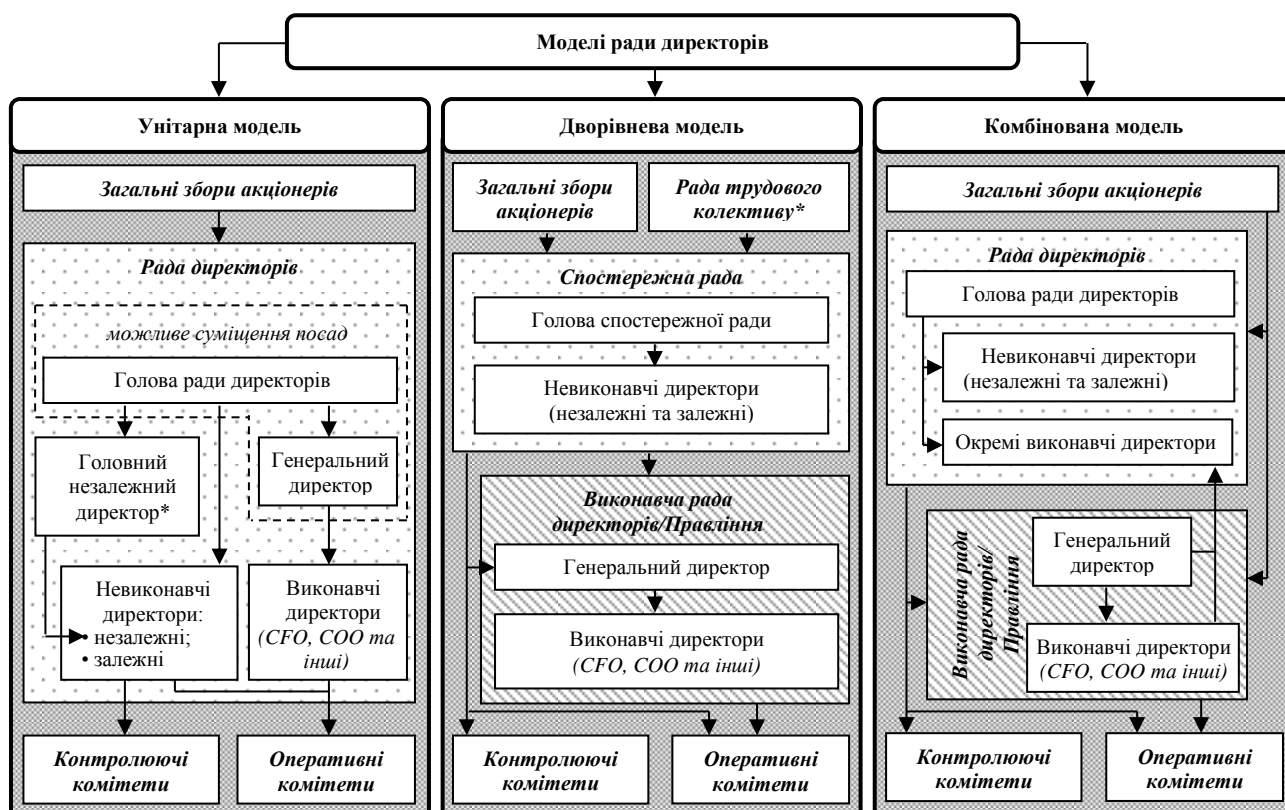 Моделі ради директорів
Унітарна модель
Загальні збори акціонерів
Рада директорів
можливе суміщення посад
Голова ради директорів
Головний
незалежний
директор*
Генеральний
директор
Невиконавчі
директори:
• незалежні;
• залежні
Виконавчі
директори
(CFO, COO та
інші)
Контролюючі
комітети
Оперативні
комітети
Дворівнева модель
Загальні збори
акціонерів
Рада трудового
колективу*
Спостережна рада
Голова спостережної ради
Невиконавчі директори
(незалежні та залежні)
Виконавча рада
директорів/Правління
Генеральний директор
Виконавчі директори
(CFO, COO та інші)
Контролюючі
комітети
Оперативні
комітети
Комбінована модель
Загальні збори акціонерів
Рада директорів
Голова ради директорів
Невиконавчі директори
(незалежні та залежні)
Окремі виконавчі директори
Виконавча рада
директорів/
Правління
Генеральний
директор
Виконавчі директори
(CFO, COO та інші)
Контролюючі
комітети
Оперативні
комітети